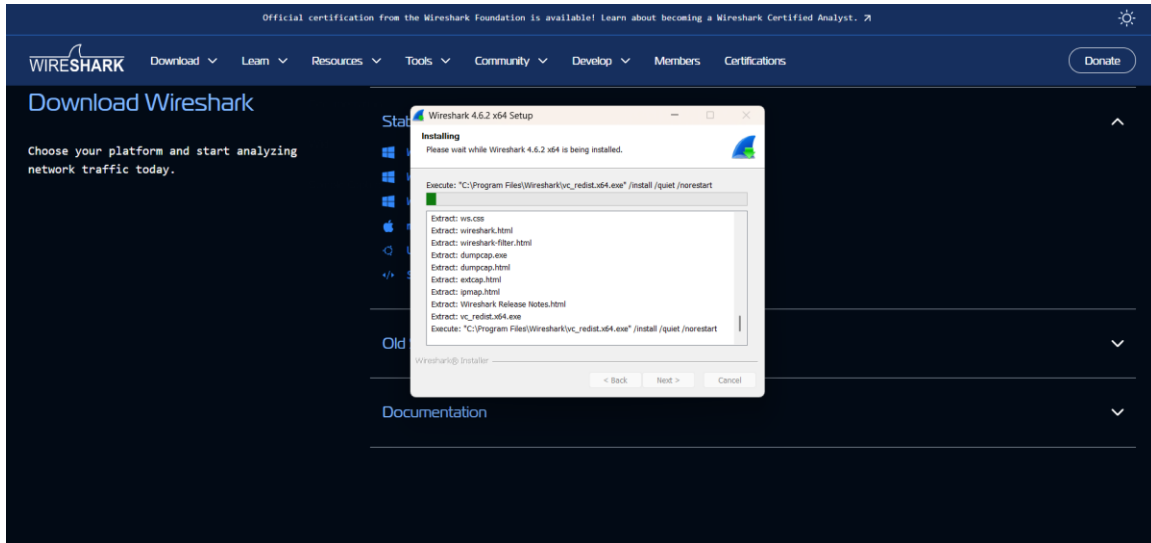 Official certification from the Wireshark Foundation is available! Learn about becoming a Wireshark Certified Analyst.
WIRESHARK
Download
Learn
Resources
Tools
Community
Develop
Members
Certifications
Donate
Download Wireshark
Choose your platform and start analyzing
network traffic today.
Wireshark 4.6.2 x64 Setup
Installing
Please wait while Wireshark 4.6.2 x64 is being installed.
Execute: "C:\Program Files\Wireshark\vc_redist.x64.exe" /install /quiet /norestart
Extract: ws.css
Extract: wireshark.html
Extract: wireshark-filter.html
Extract: dumpcap.exe
Extract: dumpcap.html
Extract: extcap.html
Extract: ipmap.html
Extract: Wireshark Release Notes.html
Extract: vc_redist.x64.exe
Execute: "C:\Program Files\Wireshark\vc_redist.x64.exe" /install /quiet /norestart
Wireshark® Installer
< Back
Next >
Cancel
Old
Documentation